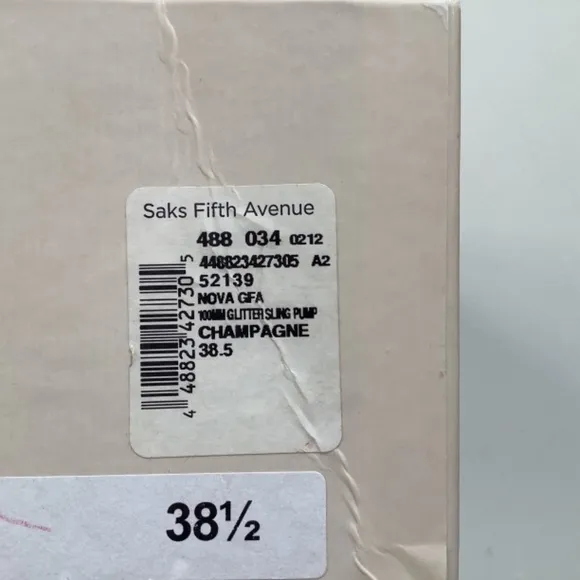 Saks Fifth Avenue
488 034 0212
448823427305 A2
52139
NOVA GFA
100MM GLITTER SLING PUMP
CHAMPAGNE
38.5
4 48823 42730 5
38½